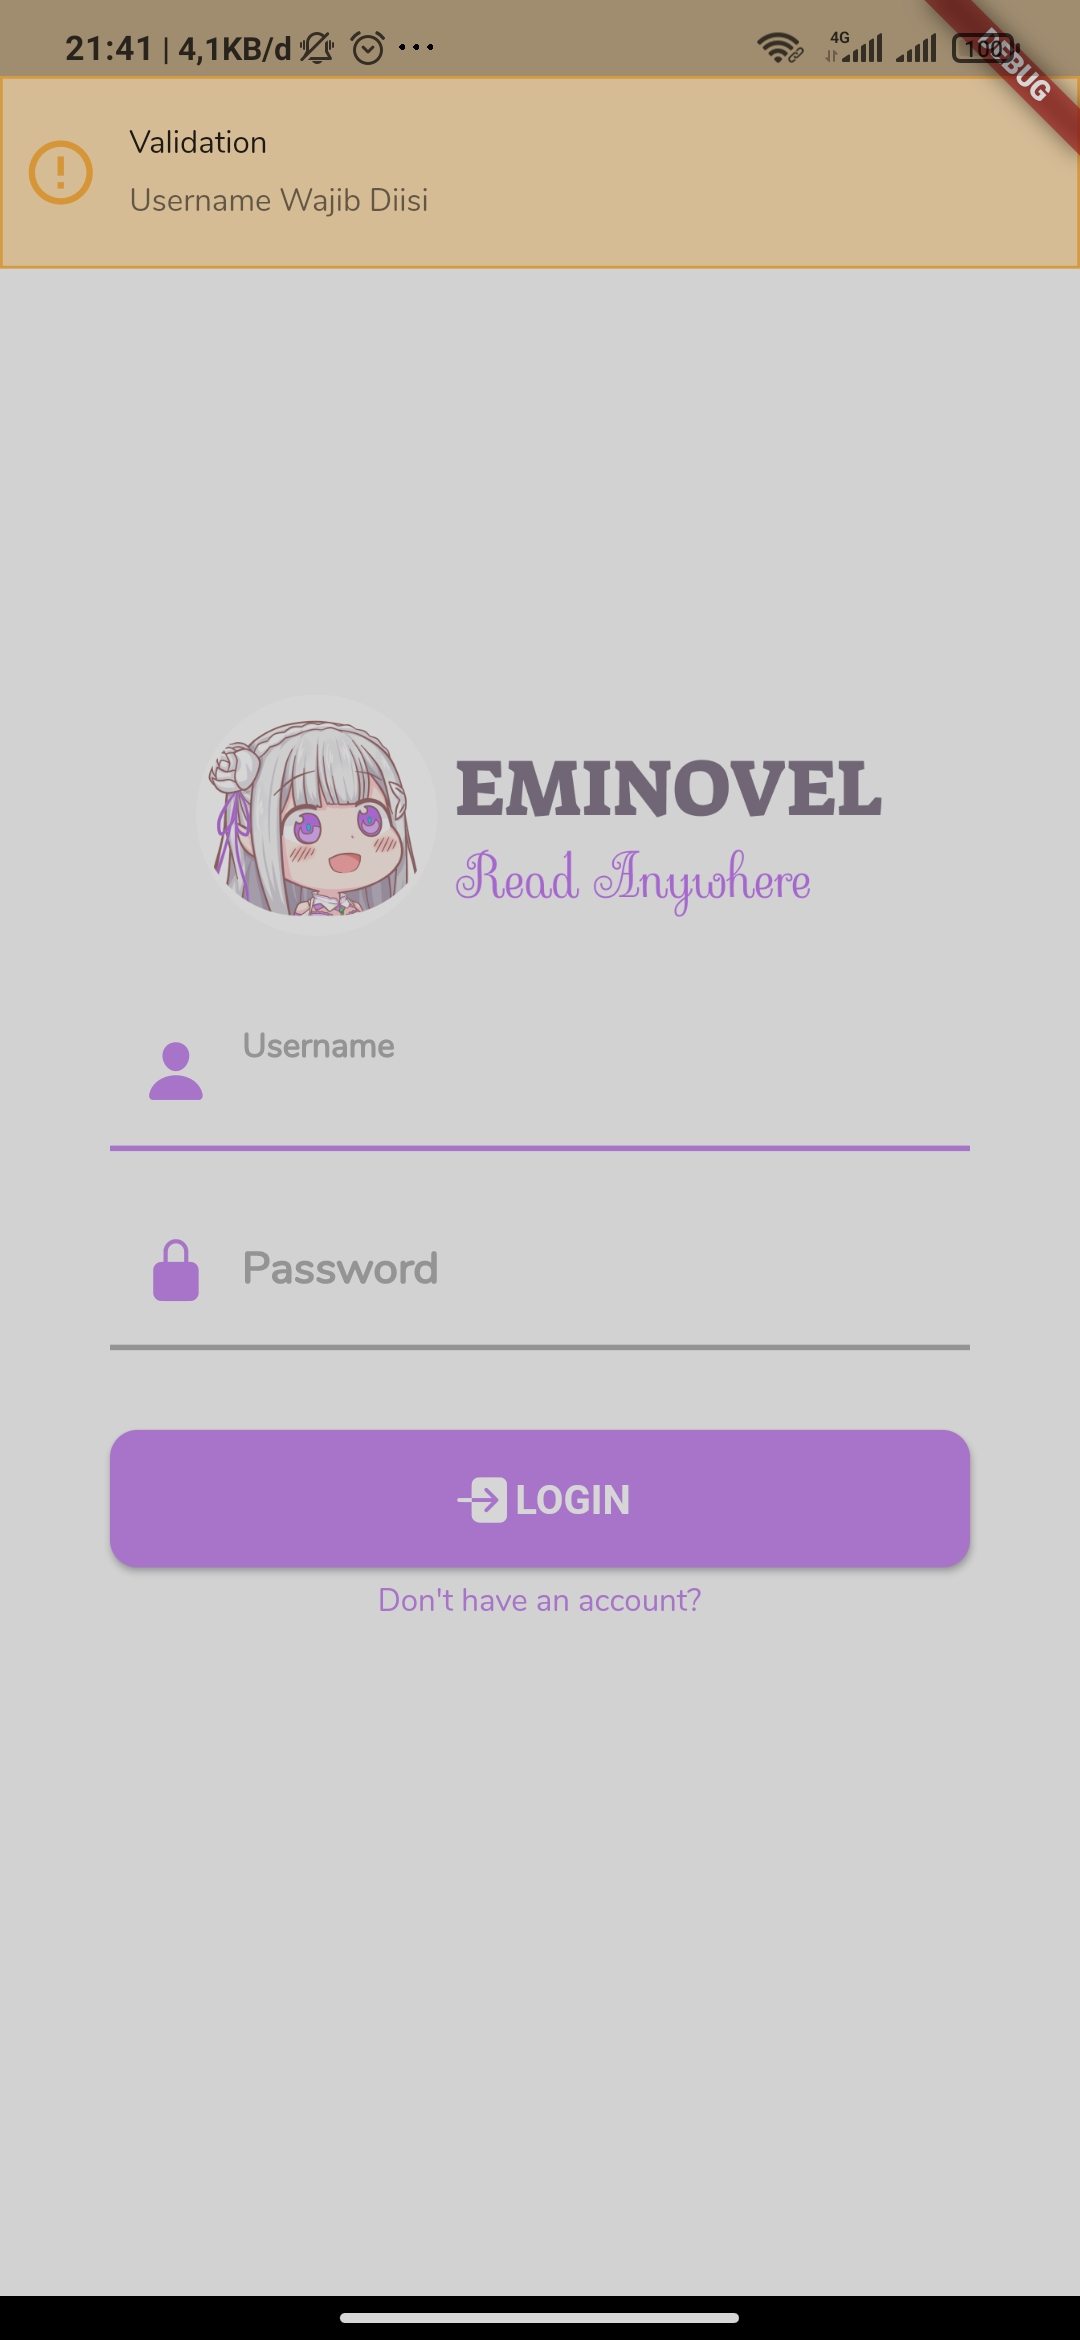 21:41 | 4,1KB/d
4G
100
DEBUG
Validation
Username Wajib Diisi
EMINOVEL
Read Anywhere
Username
Password
LOGIN
Don't have an account?